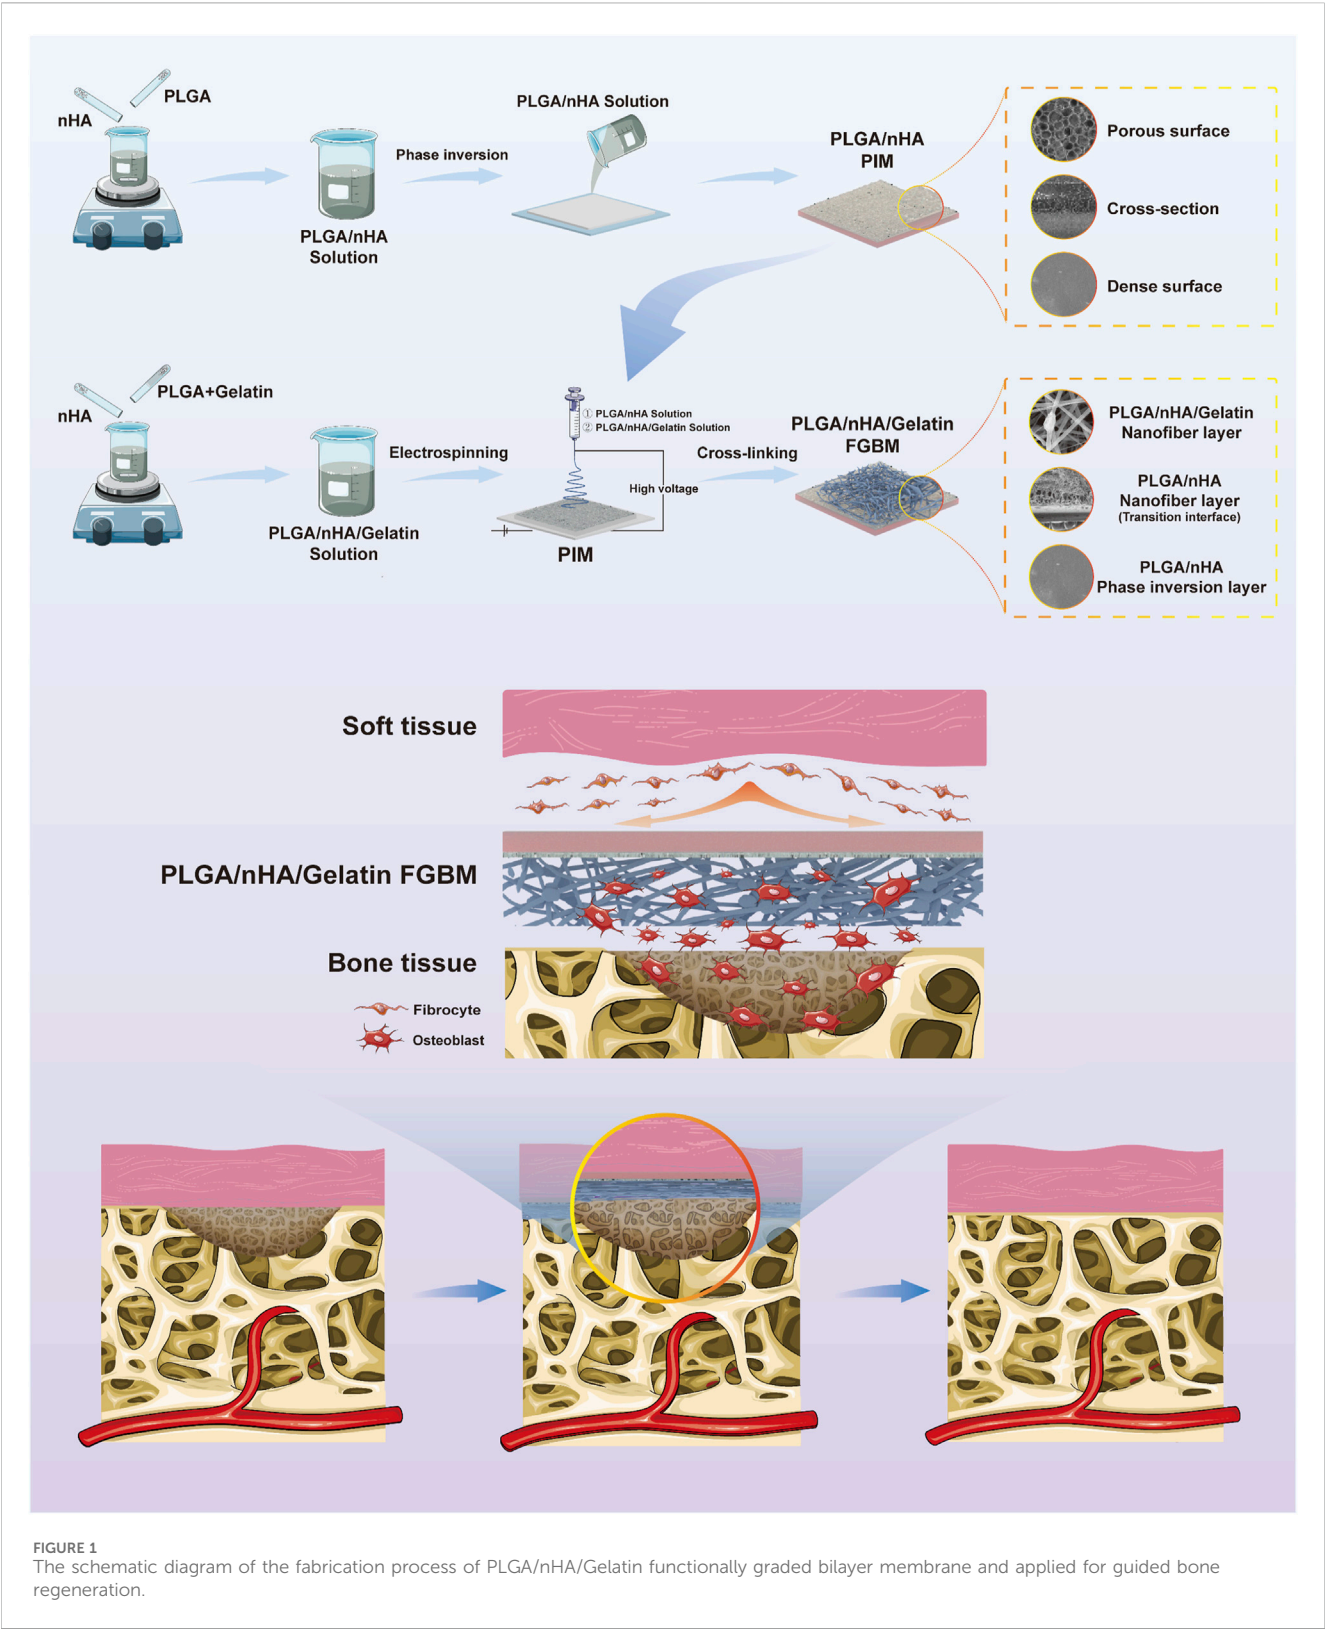 PLGA
nHA
PLGA/nHA
Solution
Phase inversion
PLGA/nHA Solution
PLGA/nHA
PIM
Porous surface
Cross-section
Dense surface
PLGA+Gelatin
nHA
PLGA/nHA/Gelatin
Solution
Electrospinning
① PLGA/nHA Solution
② PLGA/nHA/Gelatin Solution
High voltage
PIM
Cross-linking
PLGA/nHA/Gelatin
FGBM
PLGA/nHA/Gelatin
Nanofiber layer
PLGA/nHA
Nanofiber layer
(Transition interface)
PLGA/nHA
Phase inversion layer
Soft tissue
PLGA/nHA/Gelatin FGBM
Bone tissue
Fibrocyte
Osteoblast
FIGURE 1
The schematic diagram of the fabrication process of PLGA/nHA/Gelatin functionally graded bilayer membrane and applied for guided bone
regeneration.